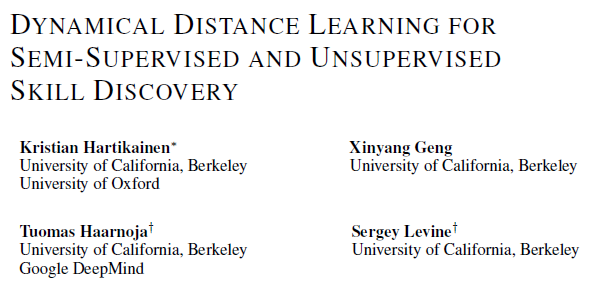 DYNAMICAL DISTANCE LEARNING FOR
SEMI-SUPERVISED AND UNSUPERVISED
SKILL DISCOVERY
Kristian Hartikainen*
University of California, Berkeley
University of Oxford
Xinyang Geng
University of California, Berkeley
Tuomas Haarnoja†
University of California, Berkeley
Google DeepMind
Sergey Levine†
University of California, Berkeley